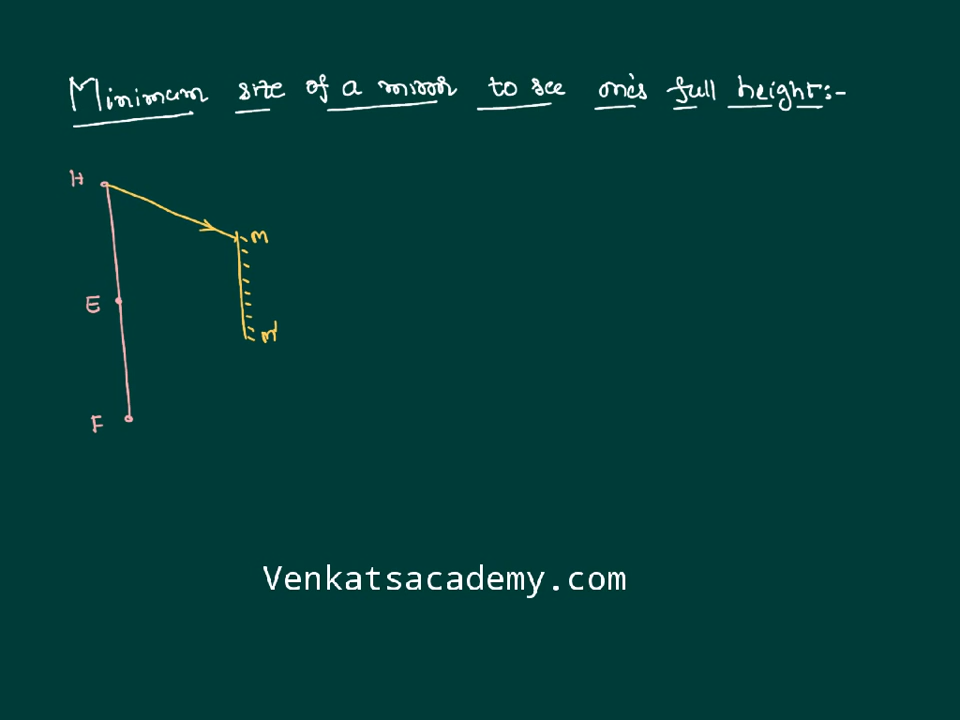 Minimum size of a mirror to see one's full height:-
H
M
E
M'
F
Venkatsacademy.com